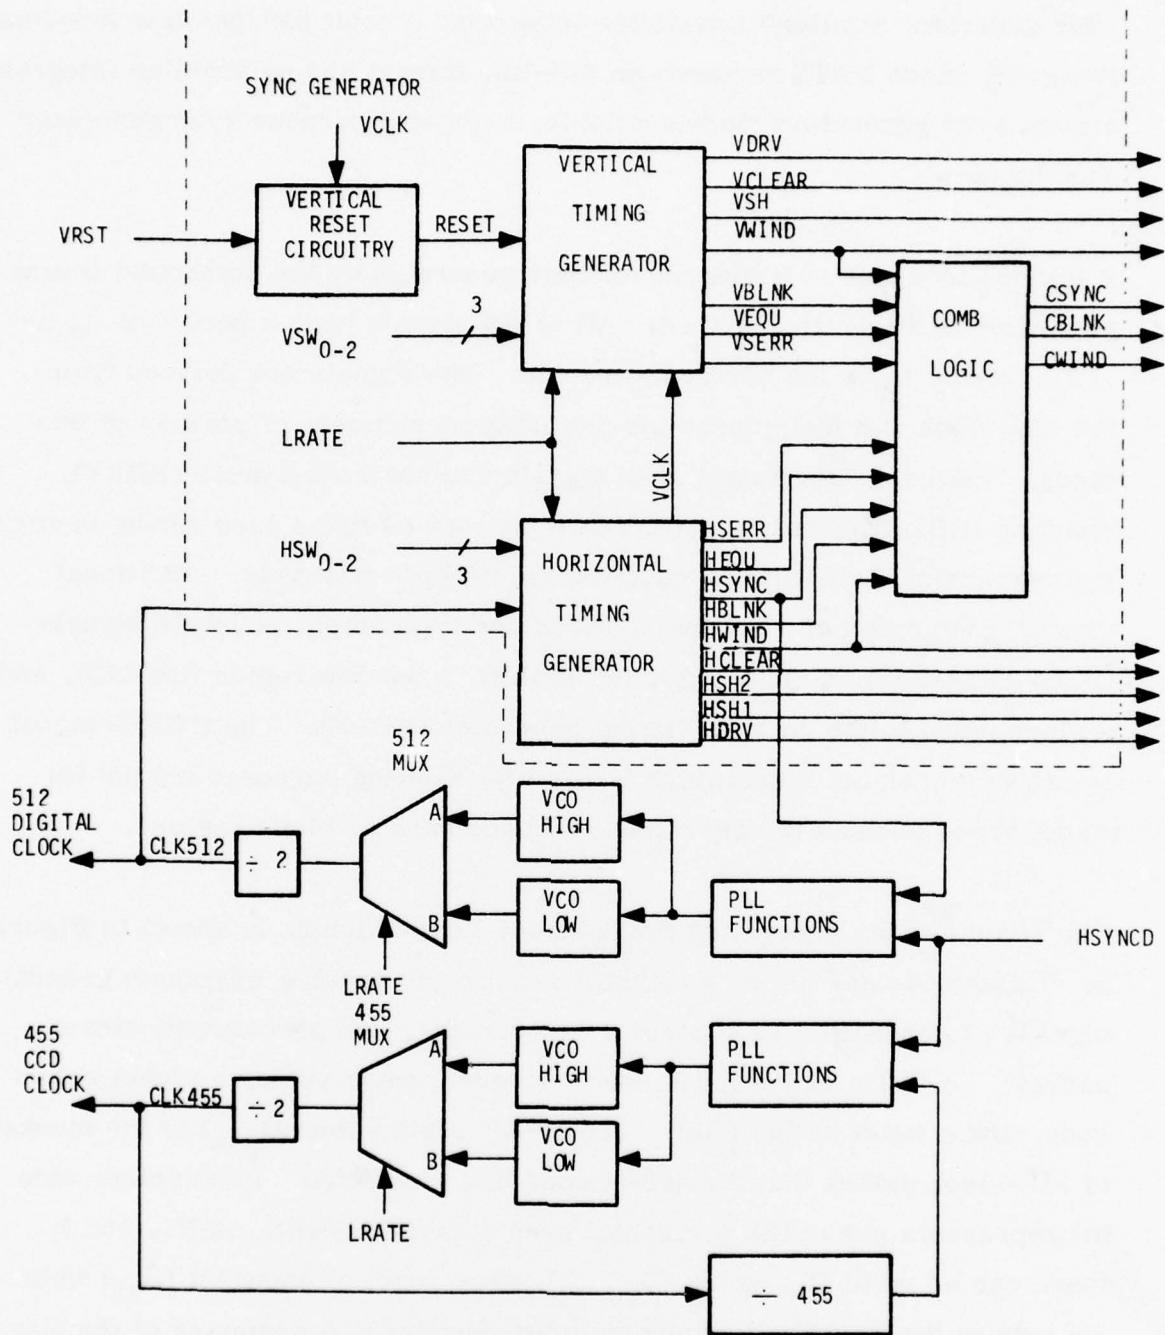 SYNC GENERATOR
VCLK
VERTICAL
RESET
CIRCUITRY
VRST
RESET
3
VSW0-2
VERTICAL
TIMING
GENERATOR
VDRV
VCLEAR
VSH
VWIND
VBLNK
VEQU
VSERR
COMB
LOGIC
CSYNC
CBLNK
CWIND
LRATE
VCLK
HSW0-2
3
HORIZONTAL
TIMING
GENERATOR
HSERR
HEQU
HSYNC
HBLNK
HWIND
HCLEAR
HSH2
HSH1
HDRV
512
MUX
512
DIGITAL
CLOCK
CLK512
÷ 2
A
B
VCO
HIGH
VCO
LOW
PLL
FUNCTIONS
HSYNCD
LRATE
455
MUX
455
CCD
CLOCK
CLK455
÷2
A
B
VCO
HIGH
VCO
LOW
PLL
FUNCTIONS
LRATE
÷ 455